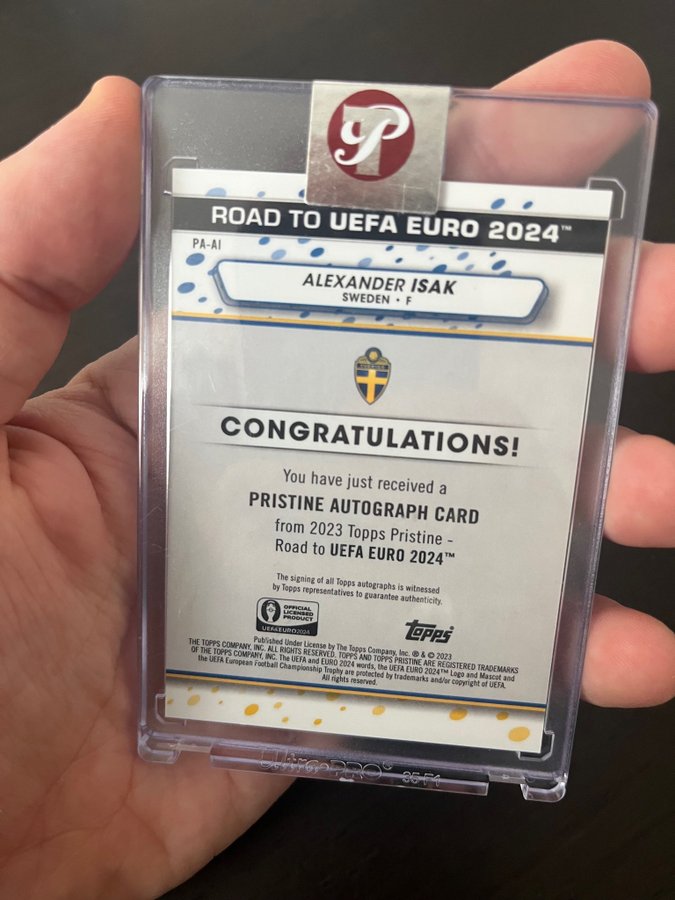 P
ROAD TO UEFA EURO 2024™
PA-AI
ALEXANDER ISAK
SWEDEN • F
CONGRATULATIONS!
You have just received a
PRISTINE AUTOGRAPH CARD
from 2023 Topps Pristine -
Road to UEFA EURO 2024™
The signing of all Topps autographs is witnessed
by Topps representatives to guarantee authenticity.
OFFICIAL
LICENSED
PRODUCT
UEFA EURO2024
Topps
Published Under License by The Topps Company, Inc. ® & © 2023
THE TOPPS COMPANY, INC. ALL RIGHTS RESERVED. TOPPS AND TOPPS PRISTINE ARE REGISTERED TRADEMARKS
OF THE TOPPS COMPANY, INC. The UEFA and EURO 2024 words, the UEFA EURO 2024™ Logo and Mascot and
the UEFA European Football Championship Trophy are protected by trademarks and/or copyright of UEFA.
All rights reserved.
Ultra•PRO®